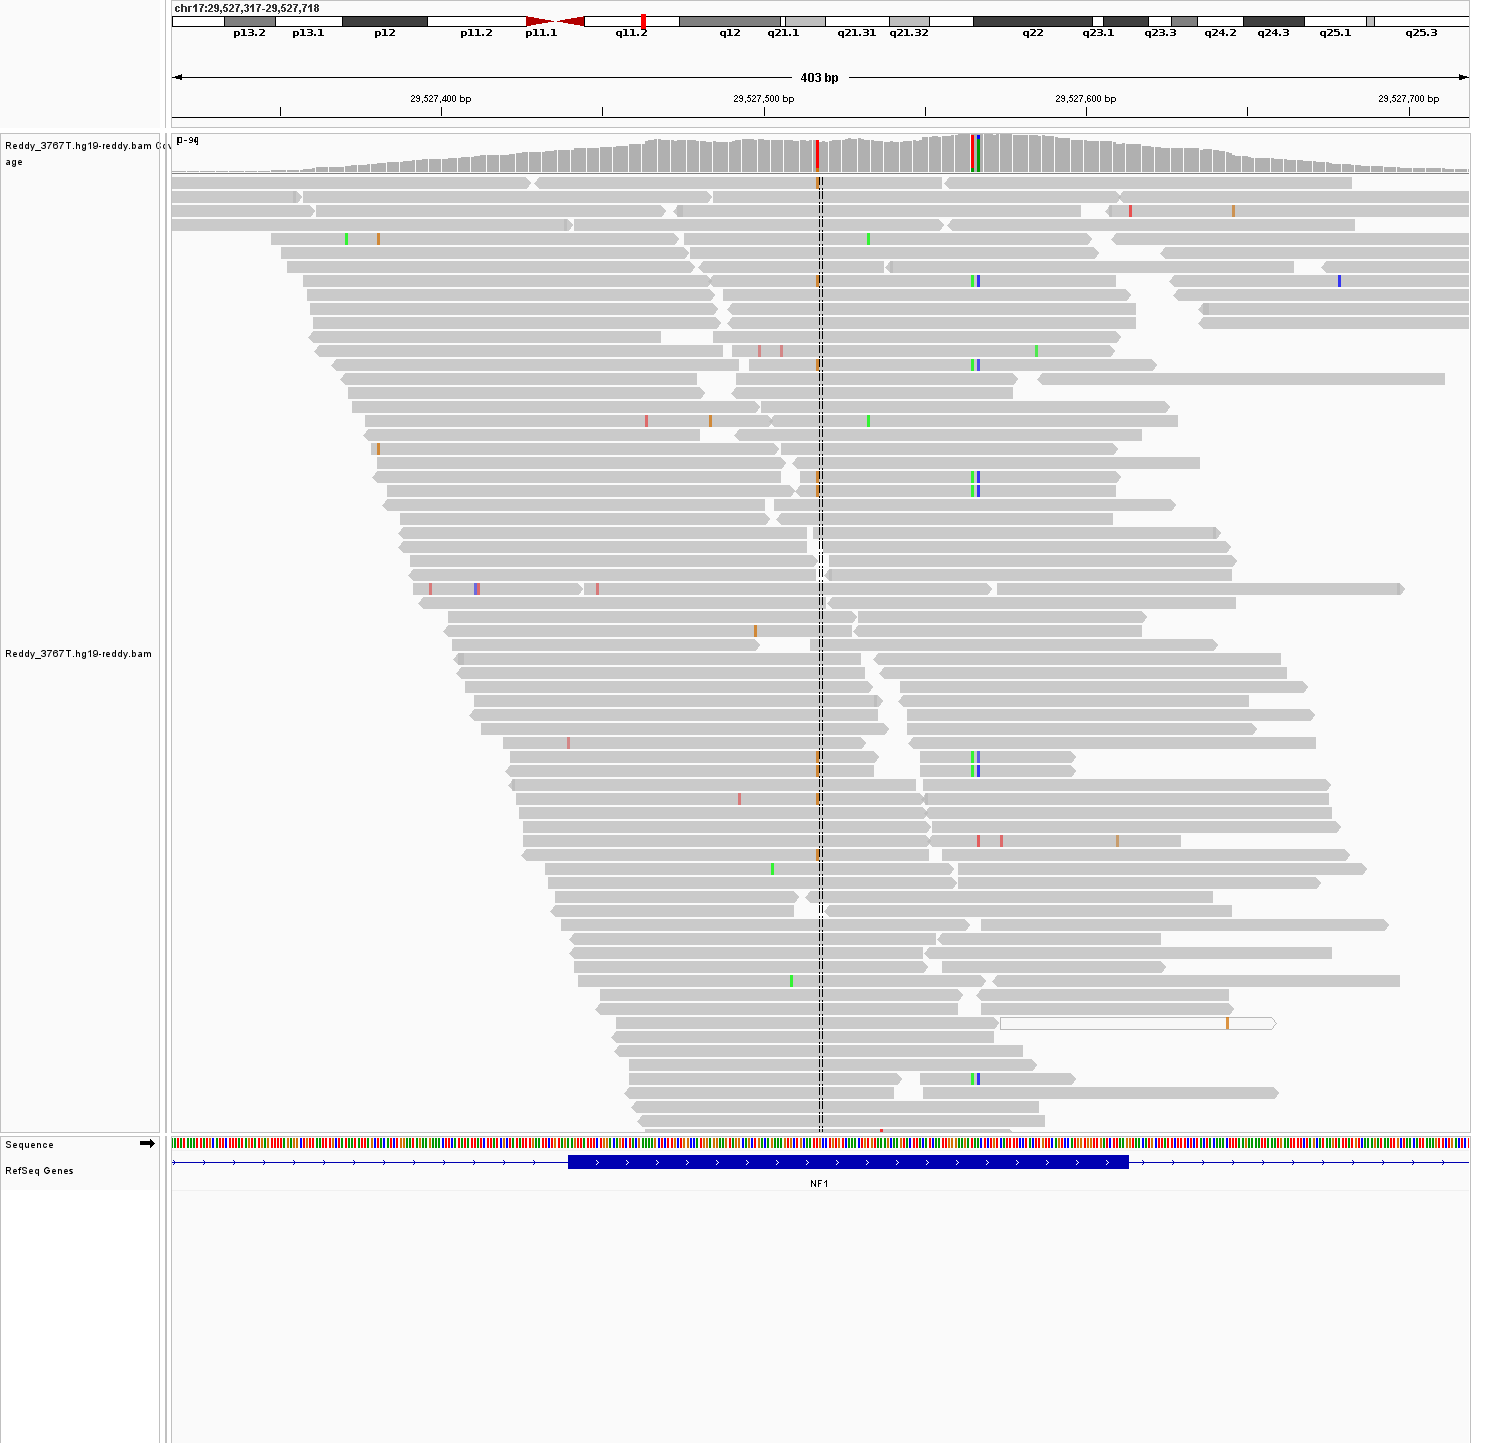 chr17:29,527,317-29,527,718
p13.2 p13.1 p12 p11.2 p11.1 q11.2 q12 q21.1 q21.31 q21.32 q22 q23.1 q23.3 q24.2 q24.3 q25.1 q25.3
403 bp
29,527,400 bp 29,527,500 bp 29,527,600 bp 29,527,700 bp
Reddy_3767T.hg19-reddy.bam Cov
age
[0-94]
Reddy_3767T.hg19-reddy.bam
Sequence
RefSeq Genes
NF1